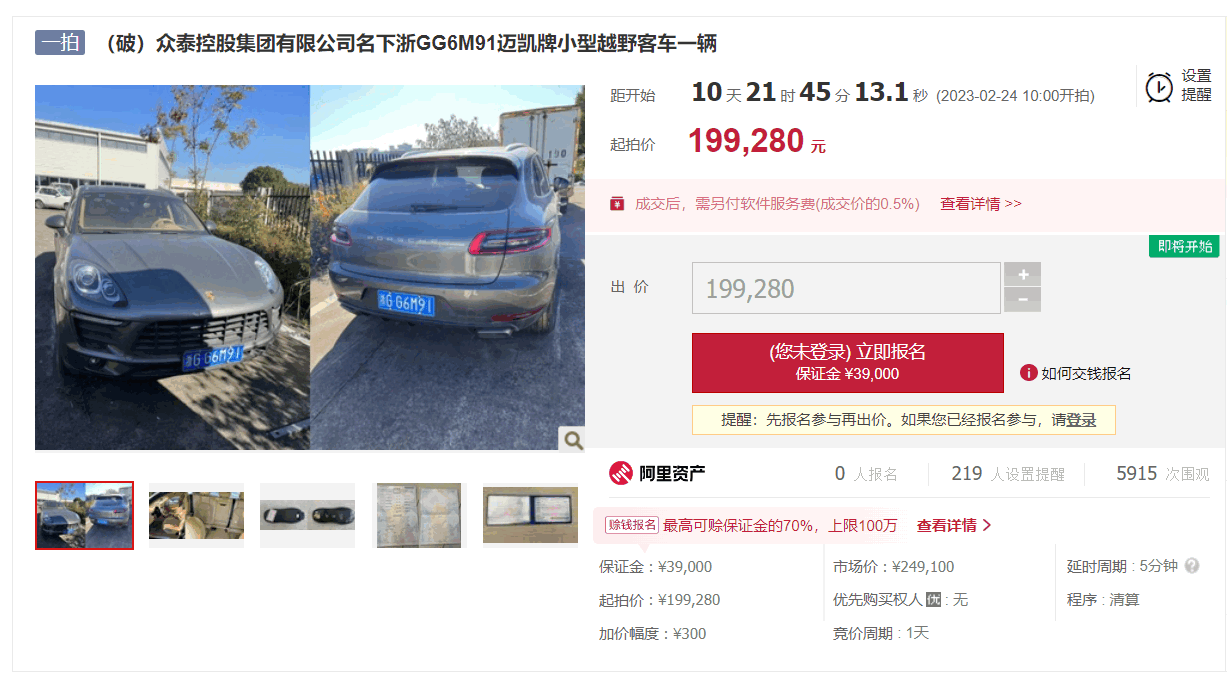 一拍 （破）众泰控股集团有限公司名下浙GG6M91迈凯牌小型越野客车一辆
距开始 10 天 21 时 45 分 13.1 秒 (2023-02-24 10:00开拍)
设置
提醒
起拍价 199,280 元
成交后，需另付软件服务费(成交价的0.5%) 查看详情 >>
即将开始
出 价 199,280 + −
(您未登录) 立即报名
保证金 ¥39,000
如何交钱报名
提醒：先报名参与再出价。如果您已经报名参与，请登录
阿里资产 0 人报名 219 人设置提醒 5915 次围观
赊钱报名 最高可赊保证金的70%，上限100万 查看详情 >
保证金 : ¥39,000 市场价 : ¥249,100 延时周期 : 5分钟 ?
起拍价 : ¥199,280 优先购买权人 优 : 无 程序 : 清算
加价幅度 : ¥300 竞价周期 : 1天
浙G G6M91
PORSCHE
浙G G6M91
190